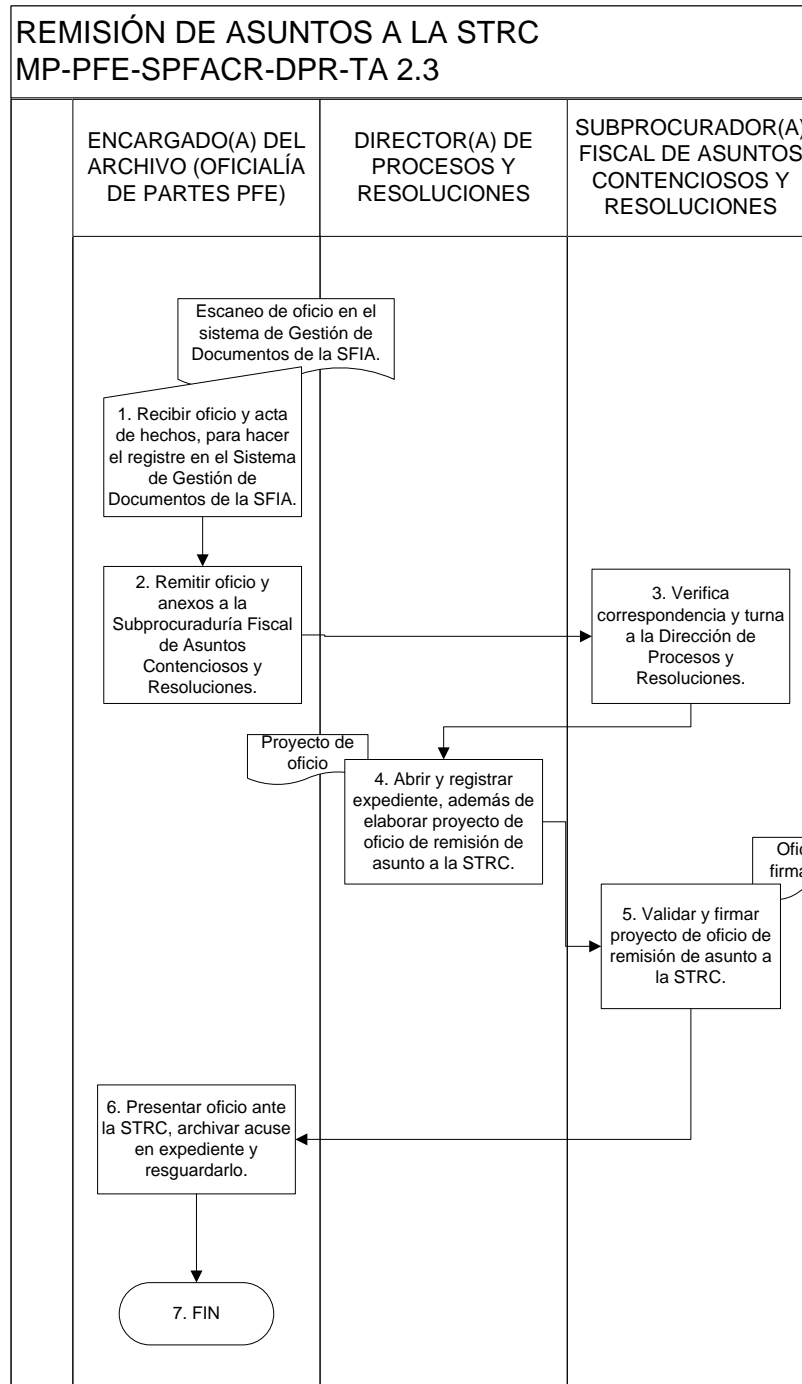 REMISIÓN DE ASUNTOS A LA STRC
MP-PFE-SPFACR-DPR-TA 2.3
ENCARGADO(A) DEL
ARCHIVO (OFICIALÍA
DE PARTES PFE)
DIRECTOR(A) DE
PROCESOS Y
RESOLUCIONES
SUBPROCURADOR(A)
FISCAL DE ASUNTOS
CONTENCIOSOS Y
RESOLUCIONES
Escaneo de oficio en el
sistema de Gestión de
Documentos de la SFIA.
1. Recibir oficio y acta
de hechos, para hacer
el registre en el Sistema
de Gestión de
Documentos de la SFIA.
2. Remitir oficio y
anexos a la
Subprocuraduría Fiscal
de Asuntos
Contenciosos y
Resoluciones.
3. Verifica
correspondencia y turna
a la Dirección de
Procesos y
Resoluciones.
Proyecto de
oficio
4. Abrir y registrar
expediente, además de
elaborar proyecto de
oficio de remisión de
asunto a la STRC.
5. Validar y firmar
proyecto de oficio de
remisión de asunto a
la STRC.
6. Presentar oficio ante
la STRC, archivar acuse
en expediente y
resguardarlo.
7. FIN